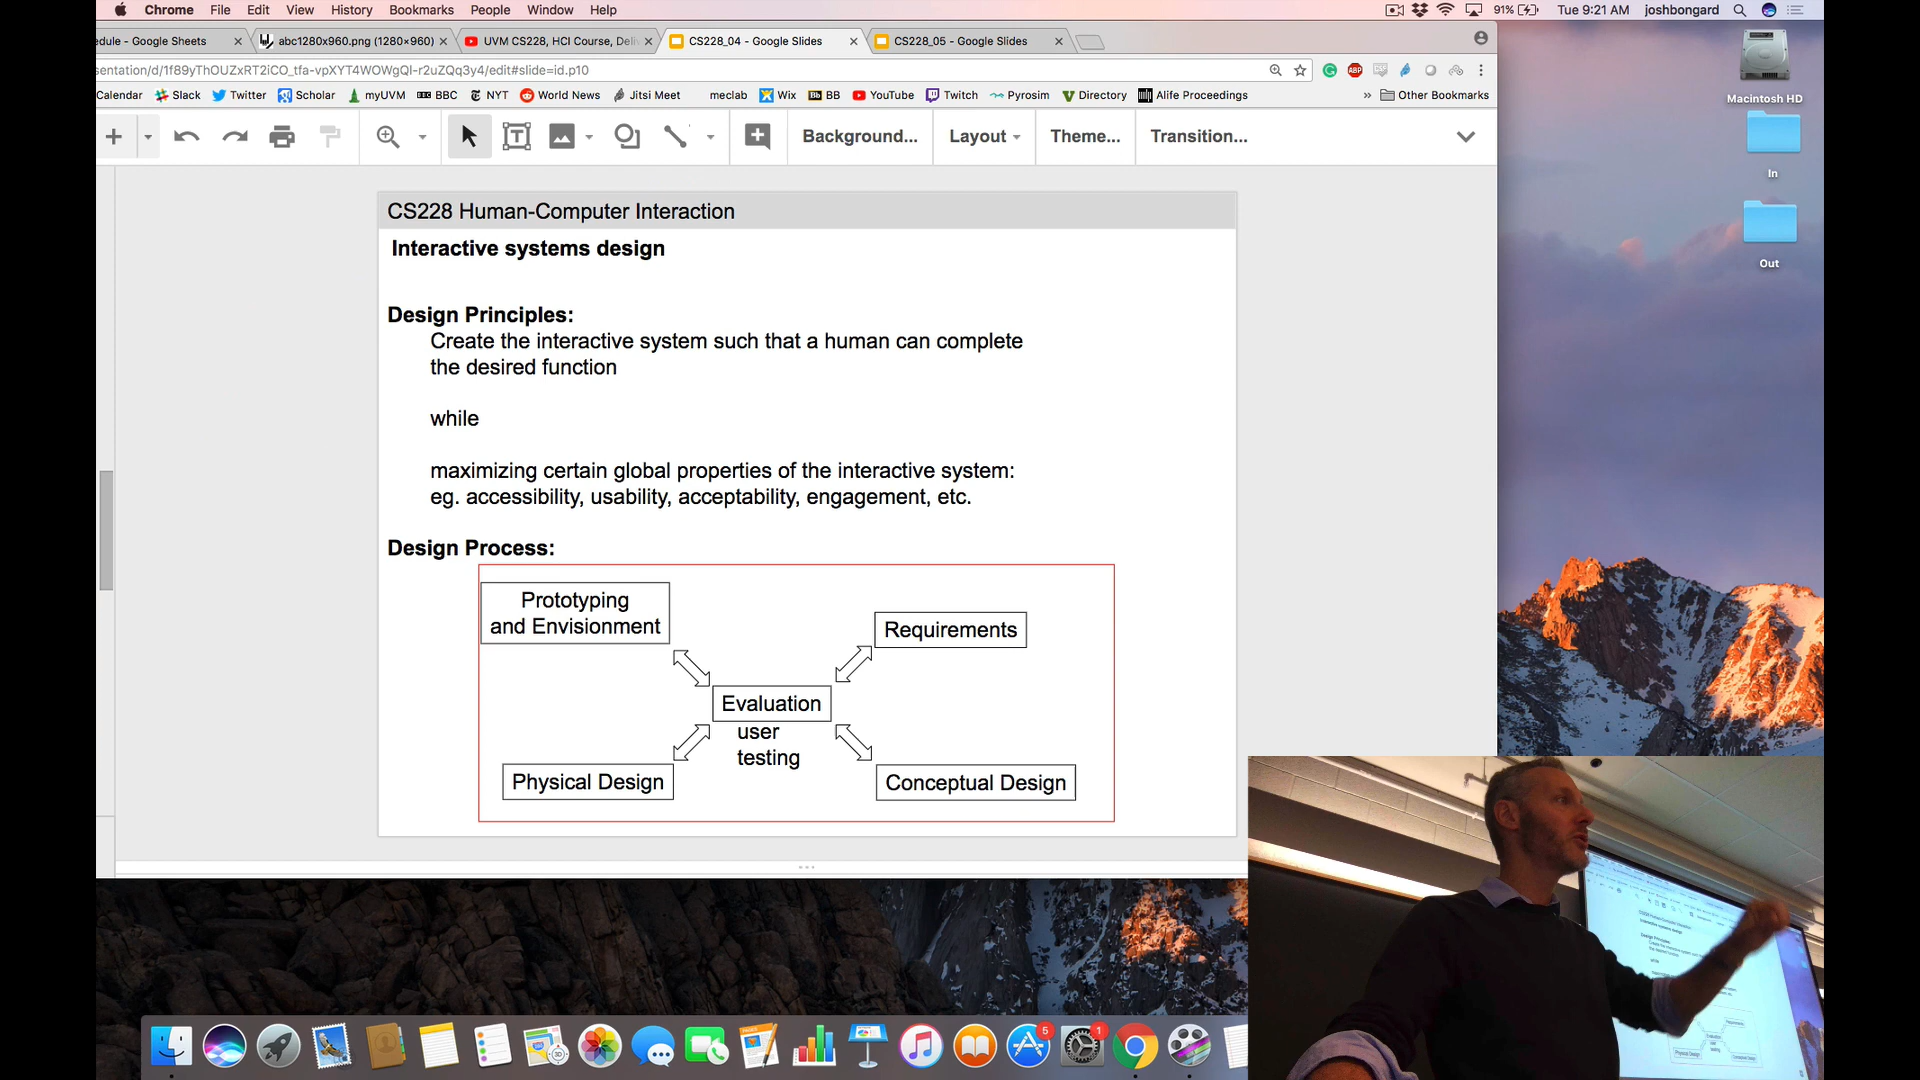 Chrome File Edit View History Bookmarks People Window Help 91% Tue 9:21 AM joshbongard
edule - Google Sheets abc1280x960.png (1280×960) UVM CS228, HCI Course, Deli CS228_04 - Google Slides CS228_05 - Google Slides
sentation/d/1f89yThOUZxRT2iCO_tfa-vpXYT4WOWgQI-r2uZQq3y4/edit#slide=id.p10
Calendar Slack Twitter Scholar myUVM BBC NYT World News Jitsi Meet meclab Wix BB YouTube Twitch Pyrosim Directory Alife Proceedings » Other Bookmarks
Background... Layout Theme... Transition...
Macintosh HD
In
Out
CS228 Human-Computer Interaction
Interactive systems design
Design Principles:
Create the interactive system such that a human can complete
the desired function
while
maximizing certain global properties of the interactive system:
eg. accessibility, usability, acceptability, engagement, etc.
Design Process:
Prototyping
and Envisionment
Requirements
Evaluation
user
testing
Physical Design
Conceptual Design
5
1